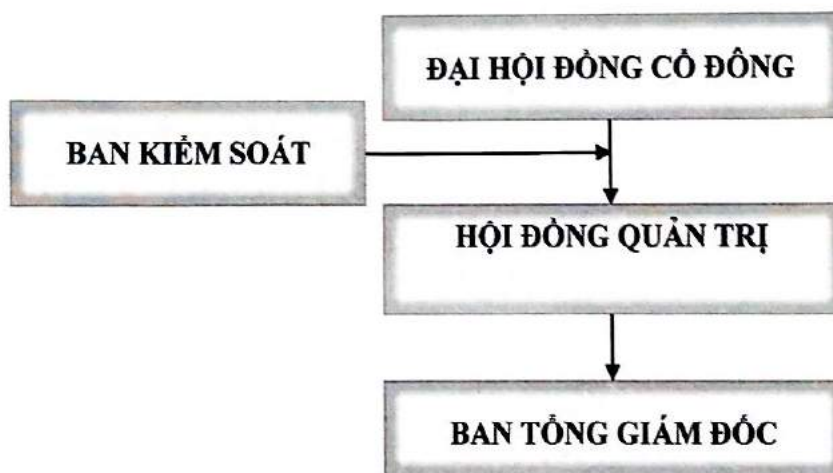 ĐẠI HỘI ĐỒNG CỔ ĐÔNG
BAN KIỂM SOÁT
HỘI ĐỒNG QUẢN TRỊ
BAN TỔNG GIÁM ĐỐC